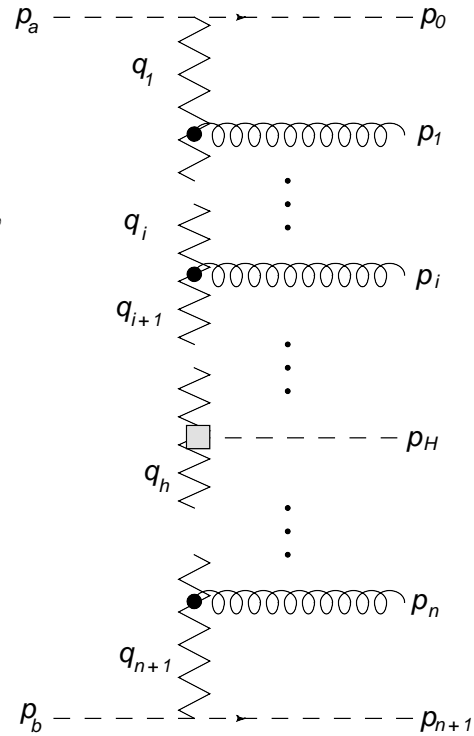 p_a p_0
q_1
p_1
q_i
p_i
q_{i+1}
p_H
q_h
p_n
q_{n+1}
p_b p_{n+1}